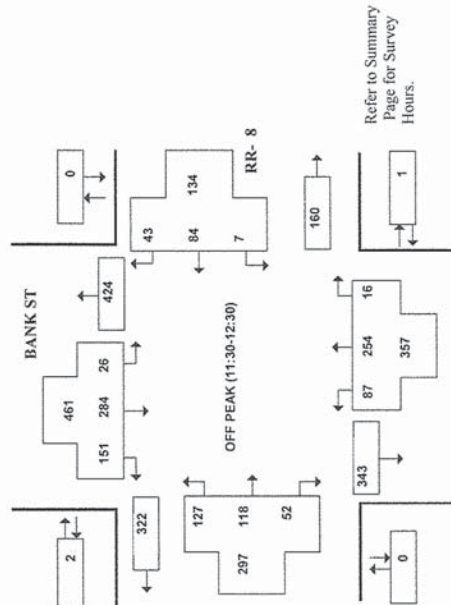 BANK ST
0
2
461
151 284 26
424
322
43
84
7
134
RR- 8
127
118
52
297
OFF PEAK (11:30-12:30)
160
87 254 16
357
343
0
1
Refer to Summary
Page for Survey
Hours.